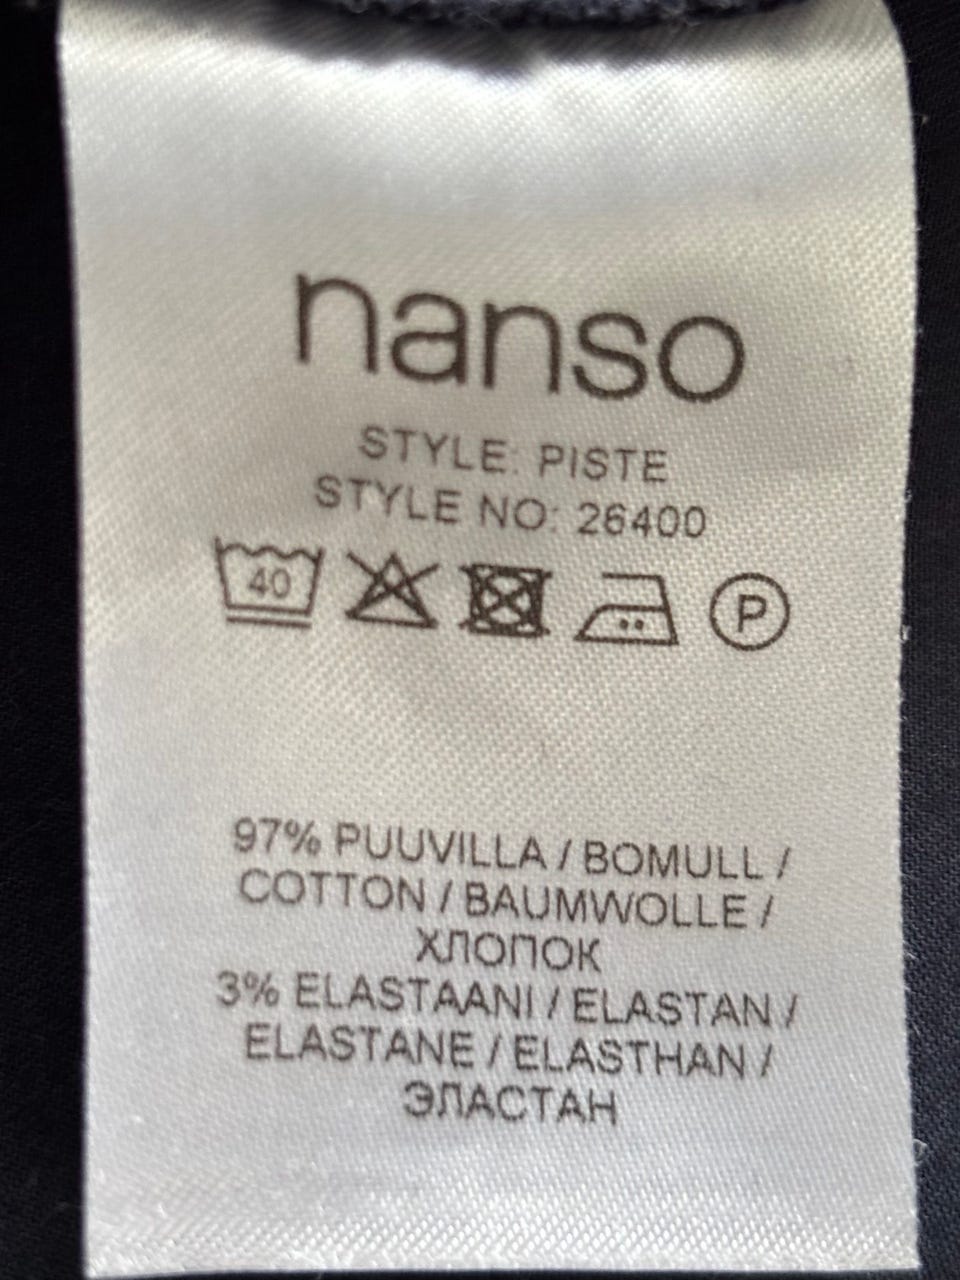 nanso
STYLE: PISTE
STYLE NO: 26400
40 P
97% PUUVILLA / BOMULL /
COTTON / BAUMWOLLE /
ХЛОПОК
3% ELASTAANI / ELASTAN /
ELASTANE / ELASTHAN /
ЭЛАСТАН